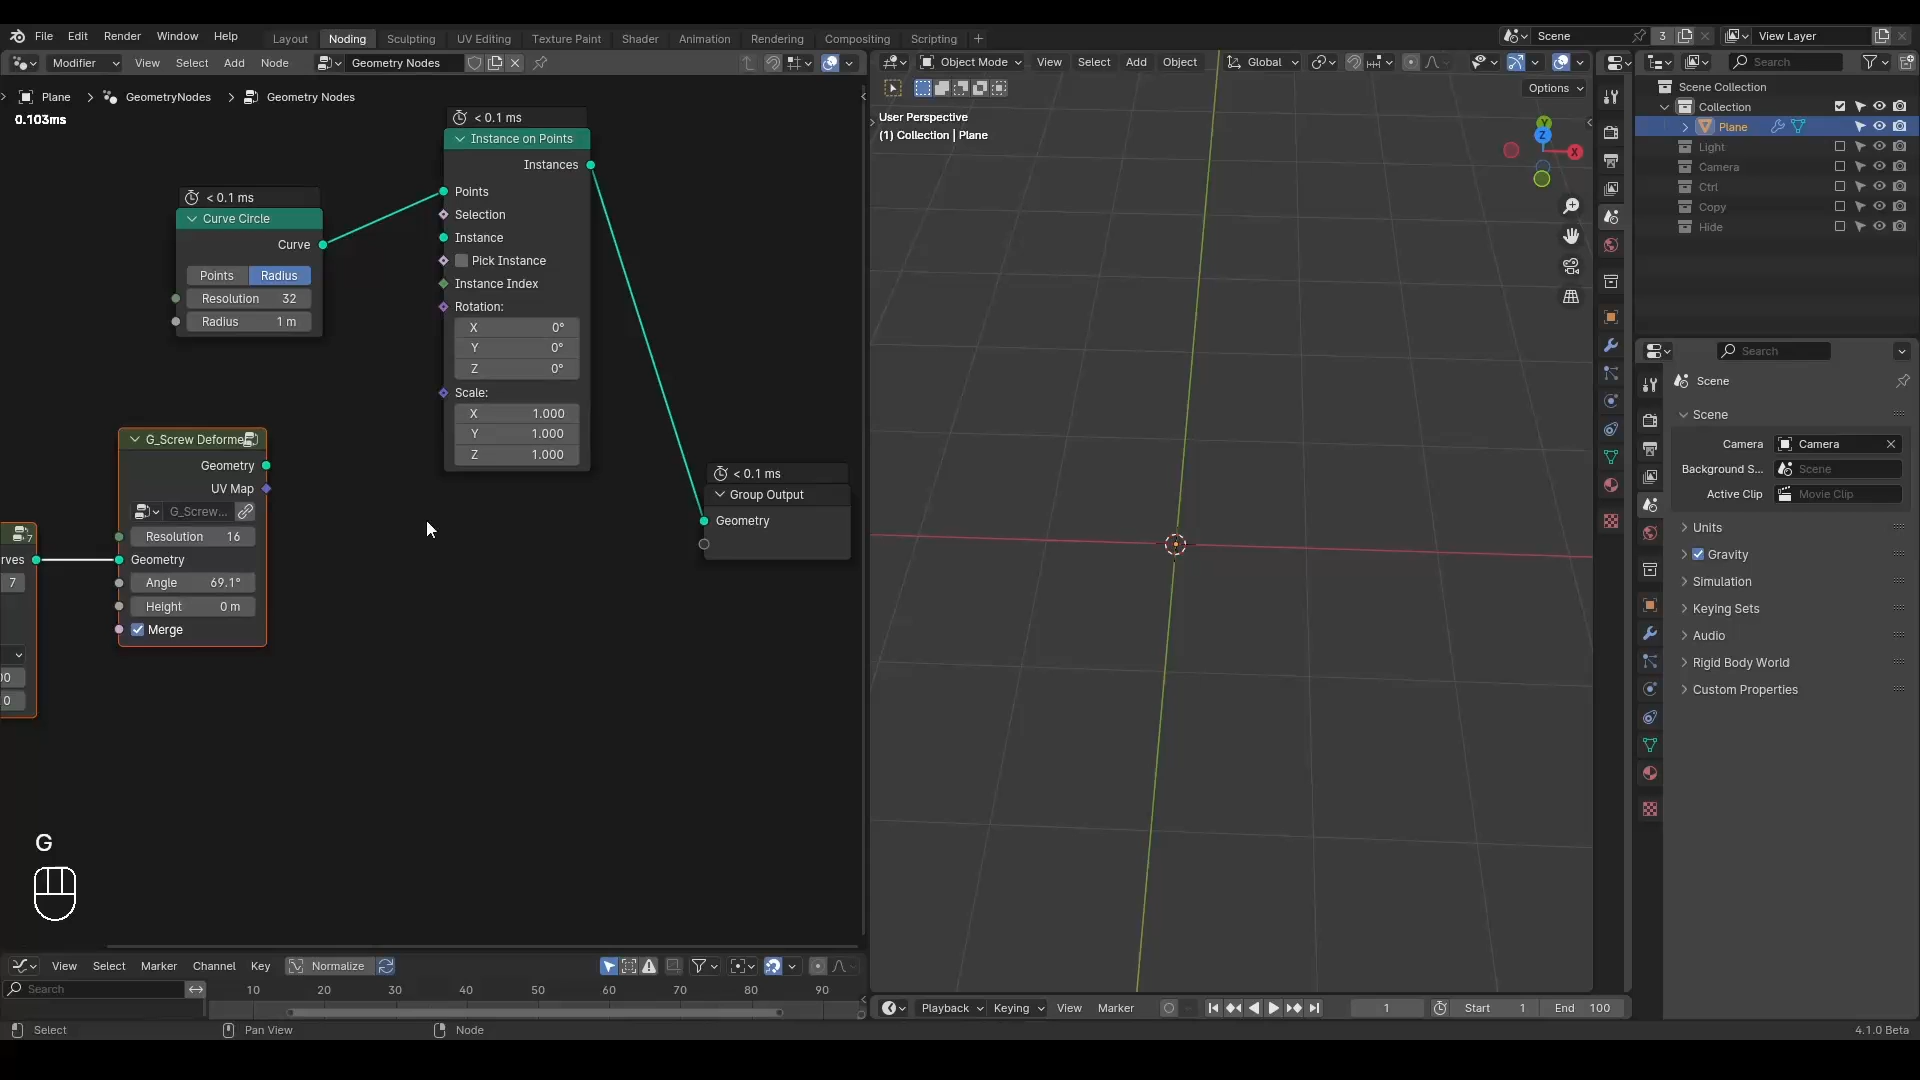 File Edit Render Window Help Layout Noding Sculpting UV Editing Texture Paint Shader Animation Rendering Compositing Scripting + Scene 3 View Layer
Modifier View Select Add Node Geometry Nodes
Object Mode View Select Add Object Global
Search
Plane > GeometryNodes > Geometry Nodes
0.103ms
< 0.1 ms
Instance on Points
Instances
Points
Selection
Instance
Pick Instance
Instance Index
Rotation:
X 0°
Y 0°
Z 0°
Scale:
X 1.000
Y 1.000
Z 1.000
< 0.1 ms
Curve Circle
Curve
Points Radius
Resolution 32
Radius 1 m
G_Screw Deforme
Geometry
UV Map
G_Screw...
Resolution 16
Geometry
Angle 69.1°
Height 0 m
Merge
7
rves
7
00
0
< 0.1 ms
Group Output
Geometry
G
Options
User Perspective
(1) Collection | Plane
Y
Z
X
Scene Collection
Collection
Plane
Light
Camera
Ctrl
Copy
Hide
Search
Scene
Scene
Camera Camera
Background S... Scene
Active Clip Movie Clip
Units
Gravity
Simulation
Keying Sets
Audio
Rigid Body World
Custom Properties
View Select Marker Channel Key Normalize
Search
10 20 30 40 50 60 70 80 90
Playback Keying View Marker 1 Start 1 End 100
Select Pan View Node 4.1.0 Beta